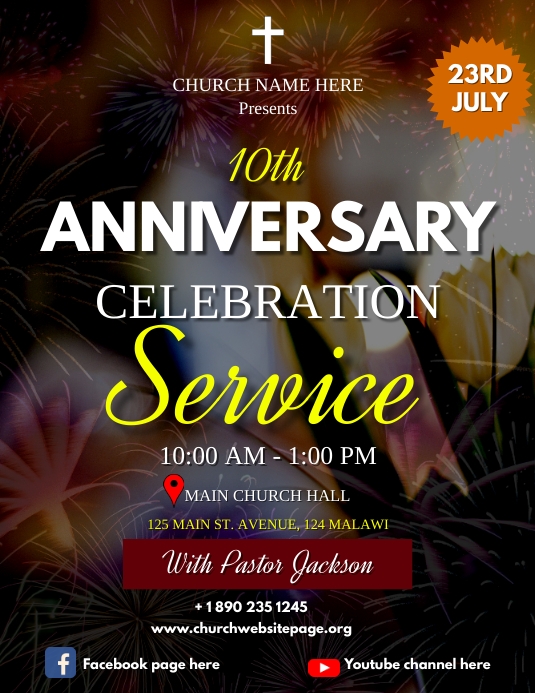 CHURCH NAME HERE
Presents
23RD
JULY
10th
ANNIVERSARY
CELEBRATION
Service
10:00 AM - 1:00 PM
MAIN CHURCH HALL
125 MAIN ST. AVENUE, 124 MALAWI
With Pastor Jackson
+ 1 890 235 1245
www.churchwebsitepage.org
Facebook page here
Youtube channel here